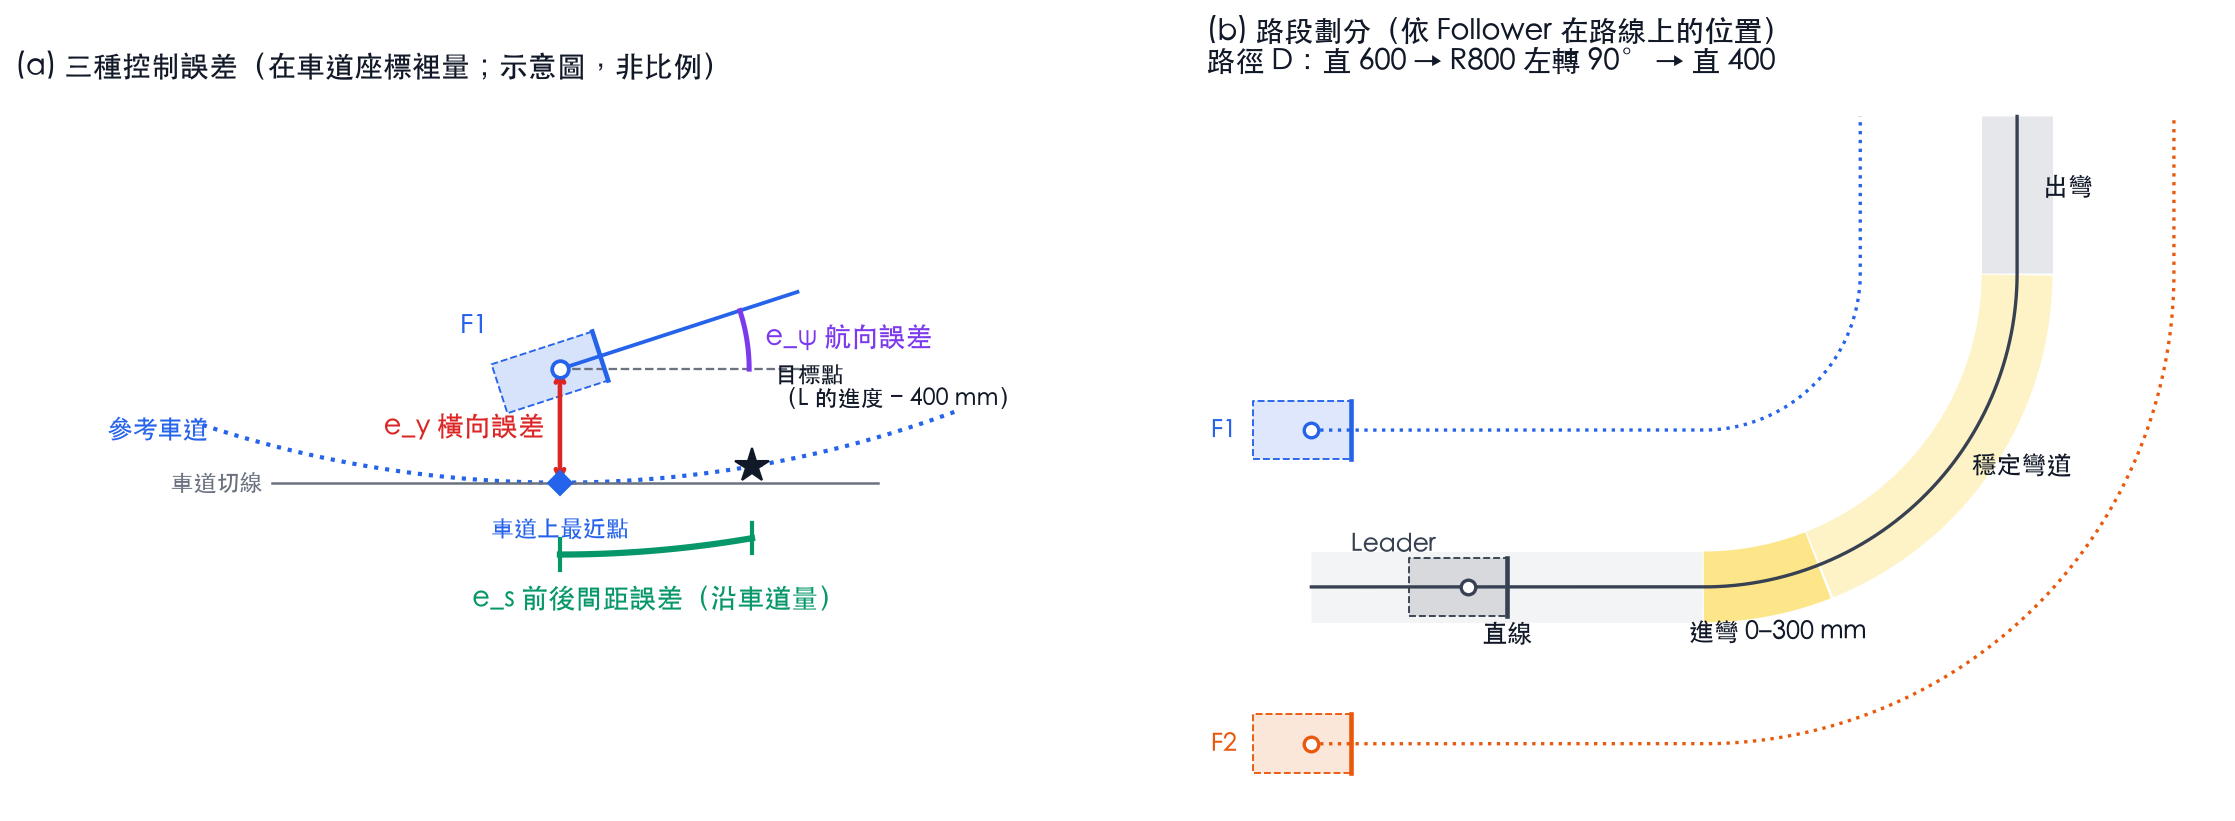 (a) 三種控制誤差（在車道座標裡量；示意圖，非比例）
F1
e_ψ 航向誤差
目標點
（L 的進度 − 400 mm）
e_y 橫向誤差
參考車道
車道切線
車道上最近點
e_s 前後間距誤差（沿車道量）
(b) 路段劃分（依 Follower 在路線上的位置）
路徑 D：直 600 → R800 左轉 90° → 直 400
出彎
F1
穩定彎道
Leader
直線
進彎 0–300 mm
F2